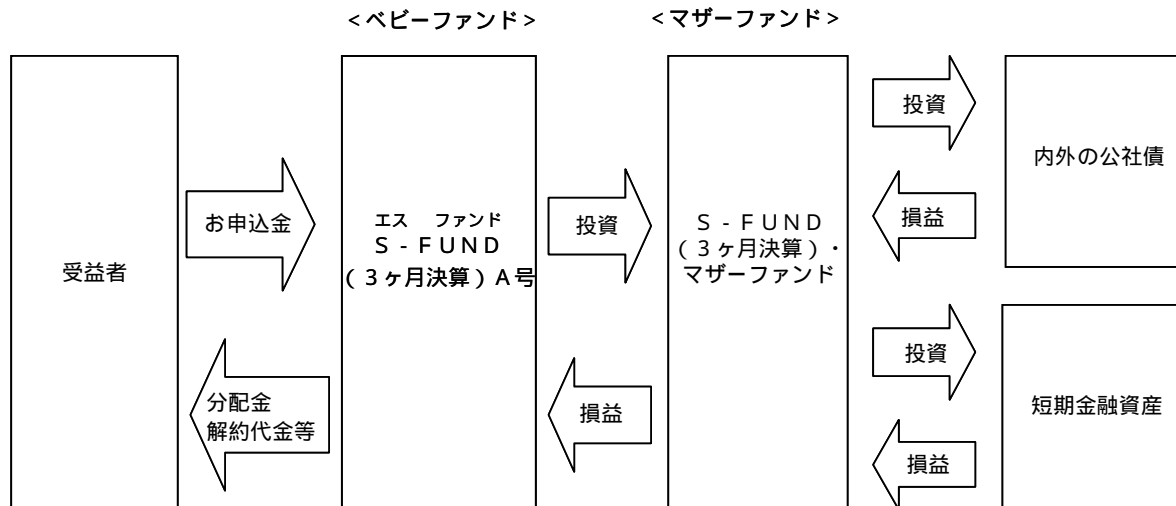 <ベビーファンド>
<マザーファンド>
受益者
お申込金
分配金
解約代金等
エス ファンド
S-FUND
(3ヶ月決算)A号
投資
損益
S-FUND
(3ヶ月決算)・
マザーファンド
投資
損益
内外の公社債
投資
損益
短期金融資産